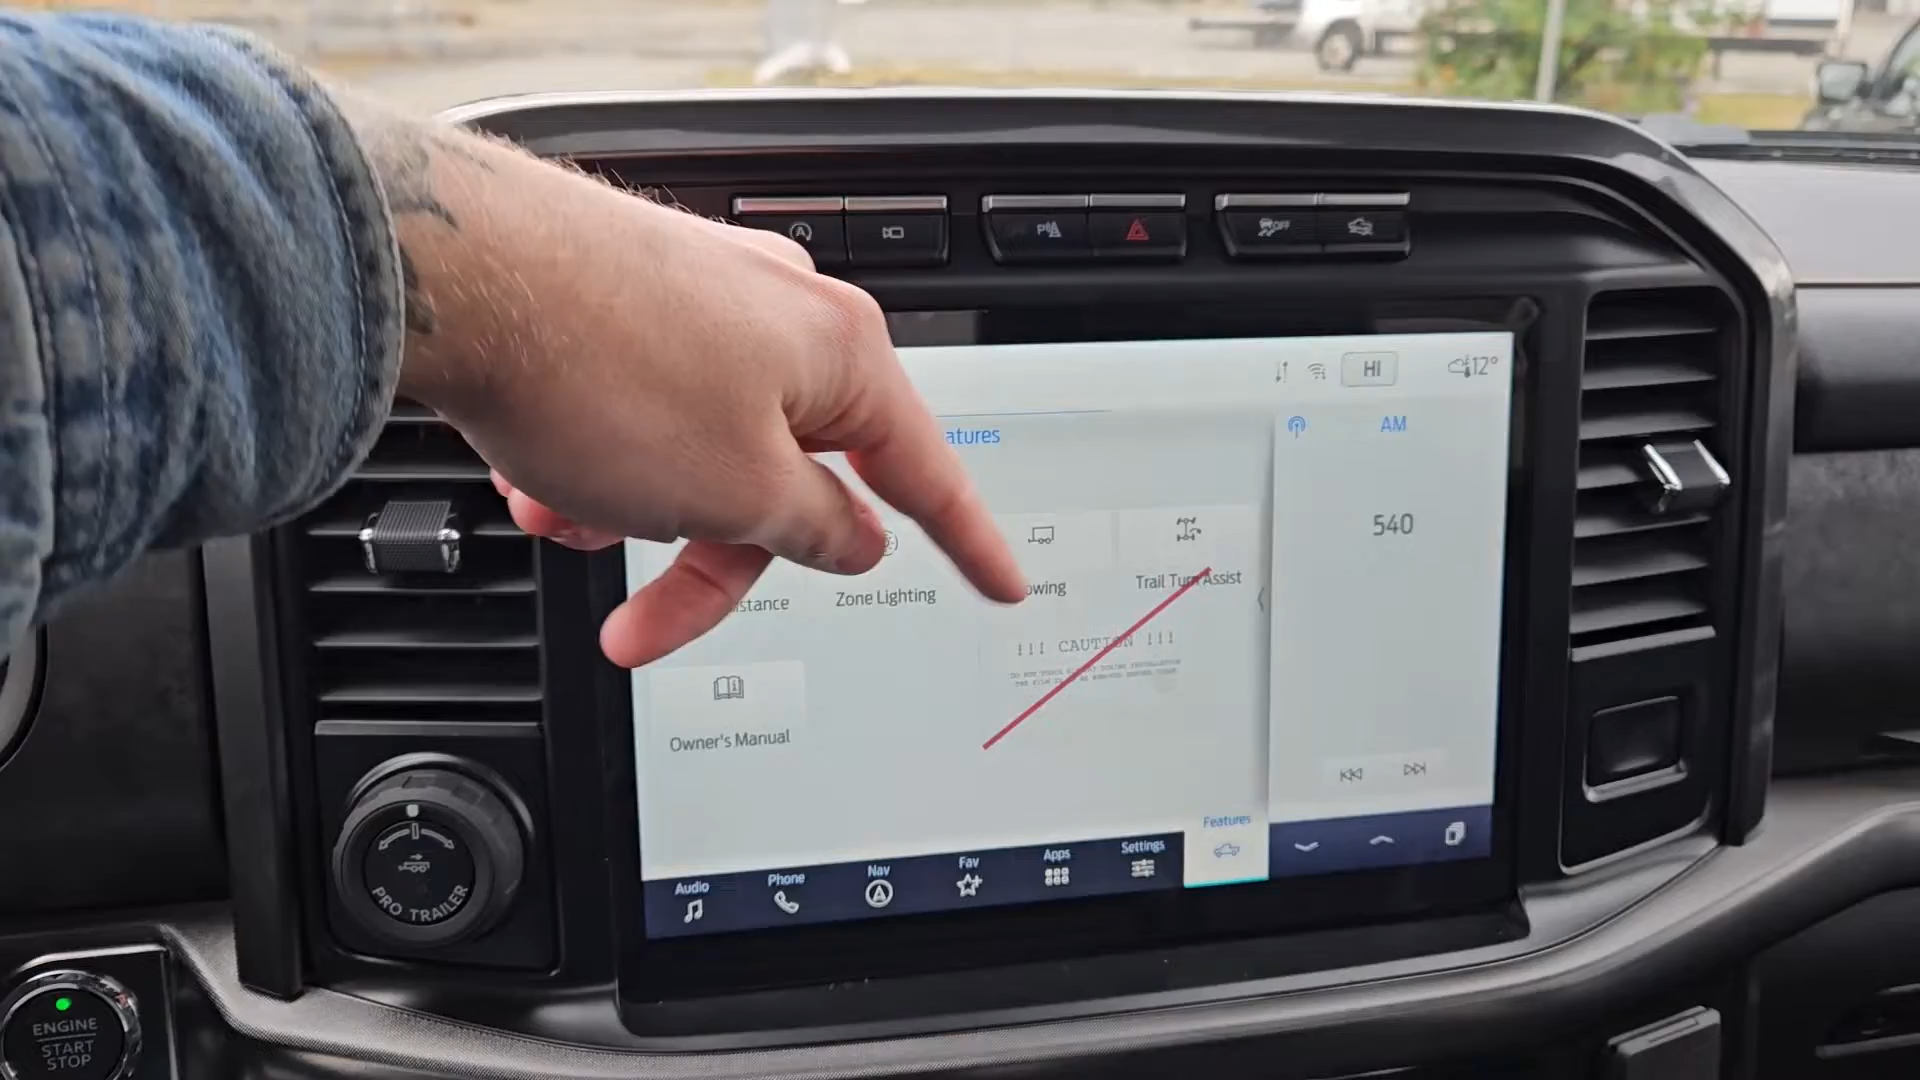 OFF
HI
12°
atures
AM
540
istance
Zone Lighting
owing
Trail Turn Assist
!!! CAUTION !!!
Owner's Manual
Audio
Phone
Nav
Fav
Apps
Settings
Features
PRO TRAILER
ENGINE
START
STOP